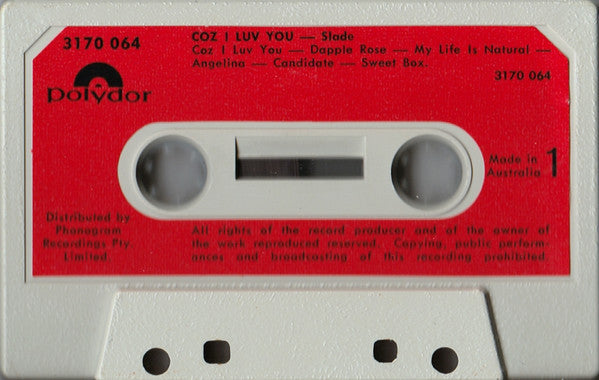 3170 064
polydor
COZ I LUV YOU — Slade
Coz I Luv You — Dapple Rose — My Life Is Natural —
Angelina — Candidate — Sweet Box.
3170 064
Made in
Australia
1
Distributed by
Phonogram
Recordings Pty.
Limited.
All rights of the record producer and of the owner of
the work reproduced reserved. Copying, public perform-
ances and broadcasting of this recording prohibited.